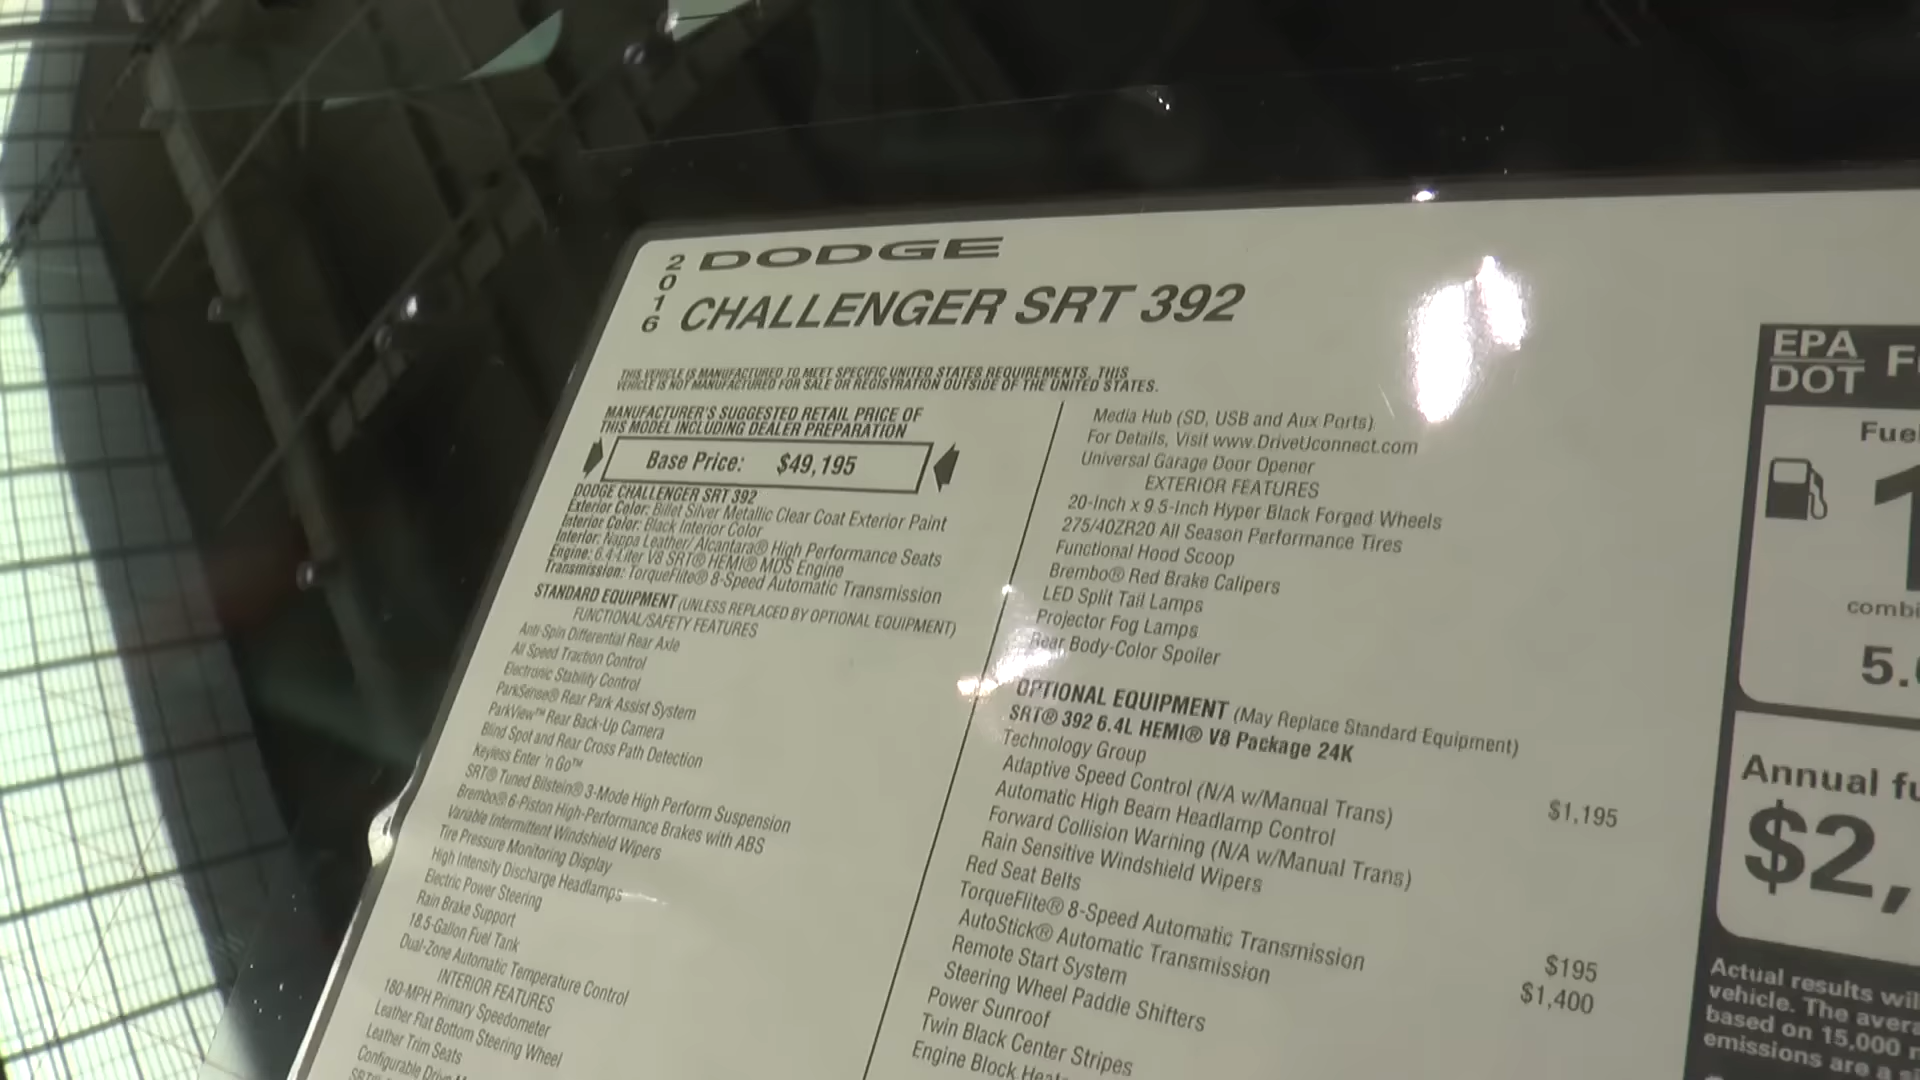 2016
DODGE
CHALLENGER SRT 392
THIS VEHICLE IS MANUFACTURED TO MEET SPECIFIC UNITED STATES REQUIREMENTS. THIS
VEHICLE IS NOT MANUFACTURED FOR SALE OR REGISTRATION OUTSIDE OF THE UNITED STATES.
MANUFACTURER'S SUGGESTED RETAIL PRICE OF
THIS MODEL INCLUDING DEALER PREPARATION
Base Price: $49,195
DODGE CHALLENGER SRT 392
Exterior Color: Billet Silver Metallic Clear Coat Exterior Paint
Interior Color: Black Interior Color
Interior: Nappa Leather/Alcantara® High Performance Seats
Engine: 6.4-Liter V8 SRT® HEMI® MDS Engine
Transmission: TorqueFlite® 8-Speed Automatic Transmission
STANDARD EQUIPMENT (UNLESS REPLACED BY OPTIONAL EQUIPMENT)
FUNCTIONAL/SAFETY FEATURES
Anti-Spin Differential Rear Axle
All Speed Traction Control
Electronic Stability Control
ParkSense® Rear Park Assist System
ParkView™ Rear Back-Up Camera
Blind Spot and Rear Cross Path Detection
Keyless Enter 'n Go™
SRT® Tuned Bilstein® 3-Mode High Perform Suspension
Brembo® 6-Piston High-Performance Brakes with ABS
Variable Intermittent Windshield Wipers
Tire Pressure Monitoring Display
High Intensity Discharge Headlamps
Electric Power Steering
Rain Brake Support
18.5-Gallon Fuel Tank
Dual-Zone Automatic Temperature Control
INTERIOR FEATURES
180-MPH Primary Speedometer
Leather Flat Bottom Steering Wheel
Leather Trim Seats
Configurable
Media Hub (SD, USB and Aux Ports)
For Details, Visit www.DriveUconnect.com
Universal Garage Door Opener
EXTERIOR FEATURES
20-Inch x 9.5-Inch Hyper Black Forged Wheels
275/40ZR20 All Season Performance Tires
Functional Hood Scoop
Brembo® Red Brake Calipers
LED Split Tail Lamps
Projector Fog Lamps
Rear Body-Color Spoiler
OPTIONAL EQUIPMENT (May Replace Standard Equipment)
SRT® 392 6.4L HEMI® V8 Package 24K
Technology Group $1,195
Adaptive Speed Control (N/A w/Manual Trans)
Automatic High Beam Headlamp Control
Forward Collision Warning (N/A w/Manual Trans)
Rain Sensitive Windshield Wipers
Red Seat Belts $195
TorqueFlite® 8-Speed Automatic Transmission $1,400
AutoStick® Automatic Transmission
Remote Start System
Steering Wheel Paddle Shifters
Power Sunroof
Twin Black Center Stripes
Engine Block
EPA
DOT
Fuel
5.
Annual
$2,
Actual results will
vehicle. The
based on 15,000
emissions are a